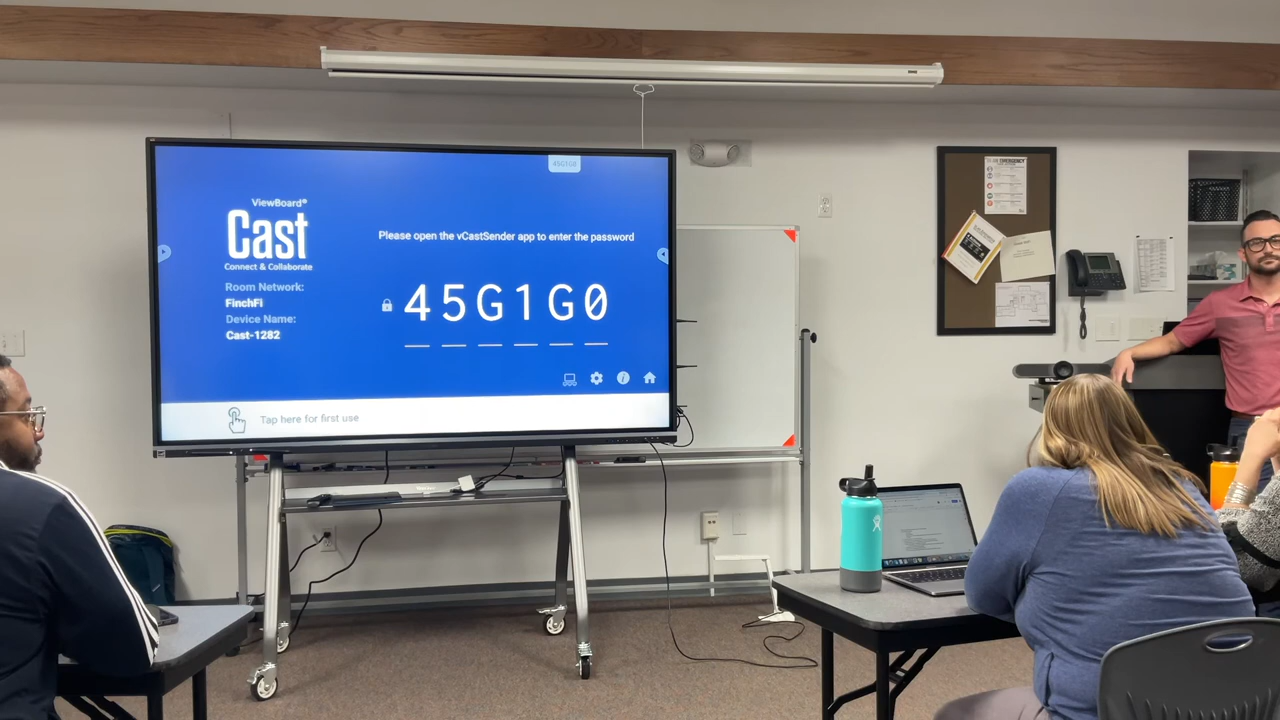 45G1G0
ViewBoard®
Cast
Connect & Collaborate
Please open the vCastSender app to enter the password
Room Network:
FinchFi
Device Name:
Cast-1282
45G1G0
Tap here for first use
EMERGENCY